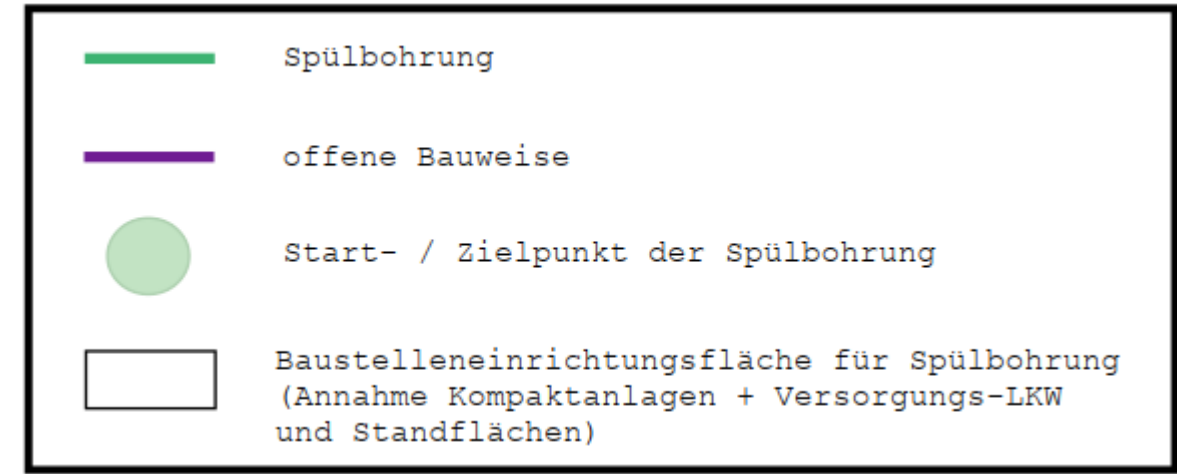 Spülbohrung
offene Bauweise
Start- / Zielpunkt der Spülbohrung
Baustelleneinrichtungsfläche für Spülbohrung
(Annahme Kompaktanlagen + Versorgungs-LKW
und Standflächen)